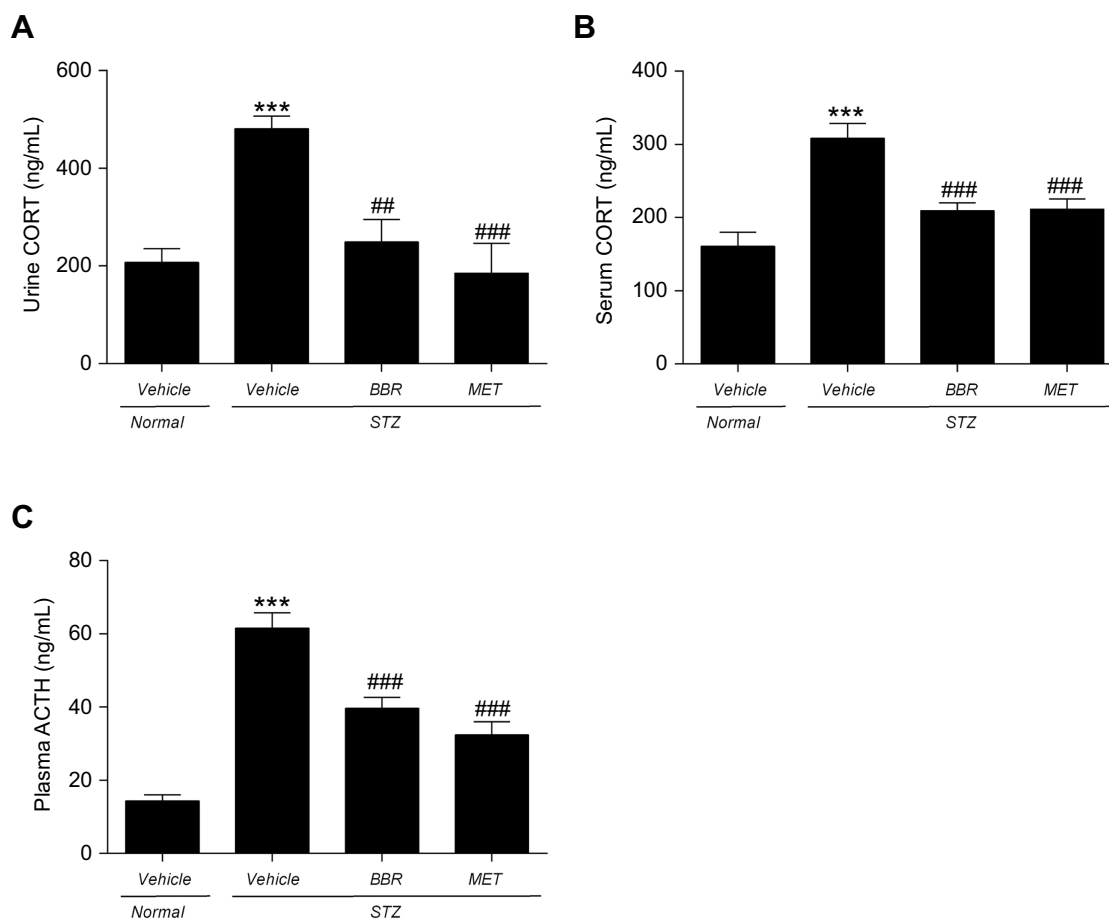 A
Urine CORT (ng/mL)
600
400
200
0
***
##
###
Vehicle Vehicle BBR MET
Normal STZ
B
Serum CORT (ng/mL)
400
300
200
100
0
***
###
###
Vehicle Vehicle BBR MET
Normal STZ
C
Plasma ACTH (ng/mL)
80
60
40
20
0
***
###
###
Vehicle Vehicle BBR MET
Normal STZ